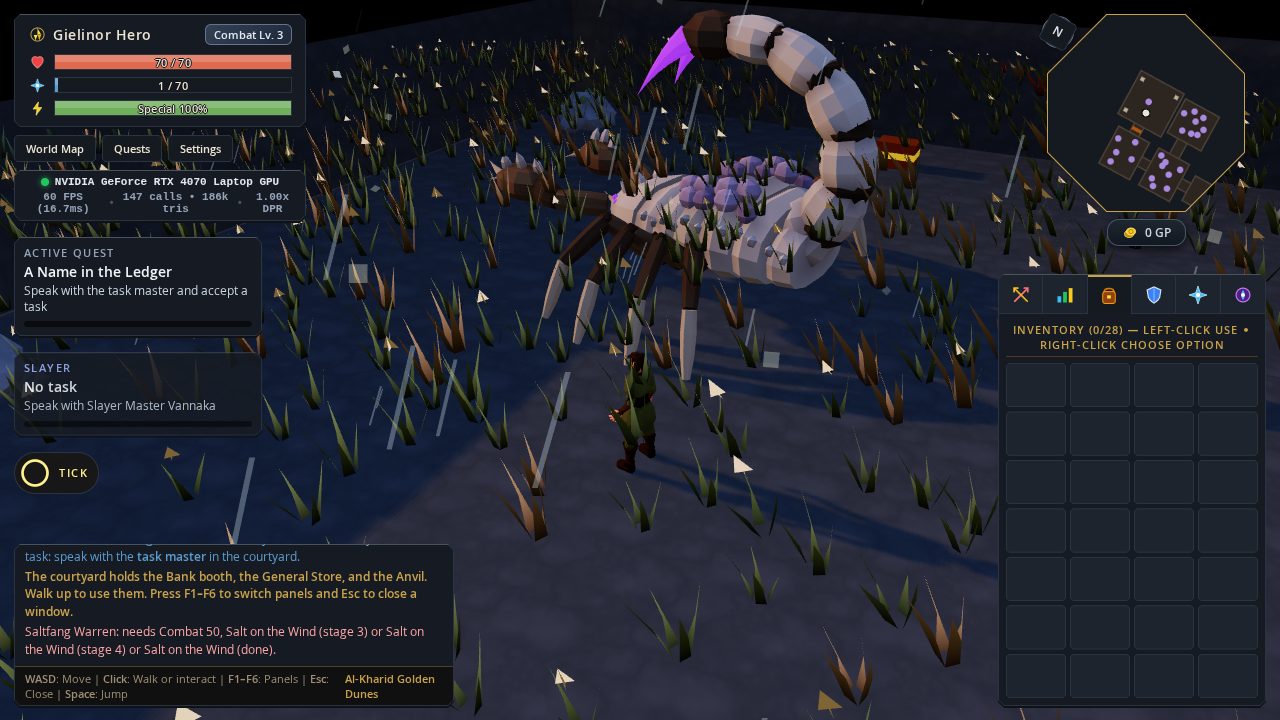 Gielinor Hero
Combat Lv. 3
70 / 70
1 / 70
Special 100%
World Map
Quests
Settings
NVIDIA GeForce RTX 4070 Laptop GPU
60 FPS (16.7ms) • 147 calls • 186k tris • 1.00x DPR
ACTIVE QUEST
A Name in the Ledger
Speak with the task master and accept a
task
SLAYER
No task
Speak with Slayer Master Vannaka
TICK
task: speak with the task master in the courtyard.
The courtyard holds the Bank booth, the General Store, and the Anvil.
Walk up to use them. Press F1–F6 to switch panels and Esc to close a
window.
Saltfang Warren: needs Combat 50, Salt on the Wind (stage 3) or Salt on
the Wind (stage 4) or Salt on the Wind (done).
WASD: Move | Click: Walk or interact | F1–F6: Panels | Esc:
Close | Space: Jump
Al-Kharid Golden
Dunes
N
0 GP
INVENTORY (0/28) — LEFT-CLICK USE •
RIGHT-CLICK CHOOSE OPTION